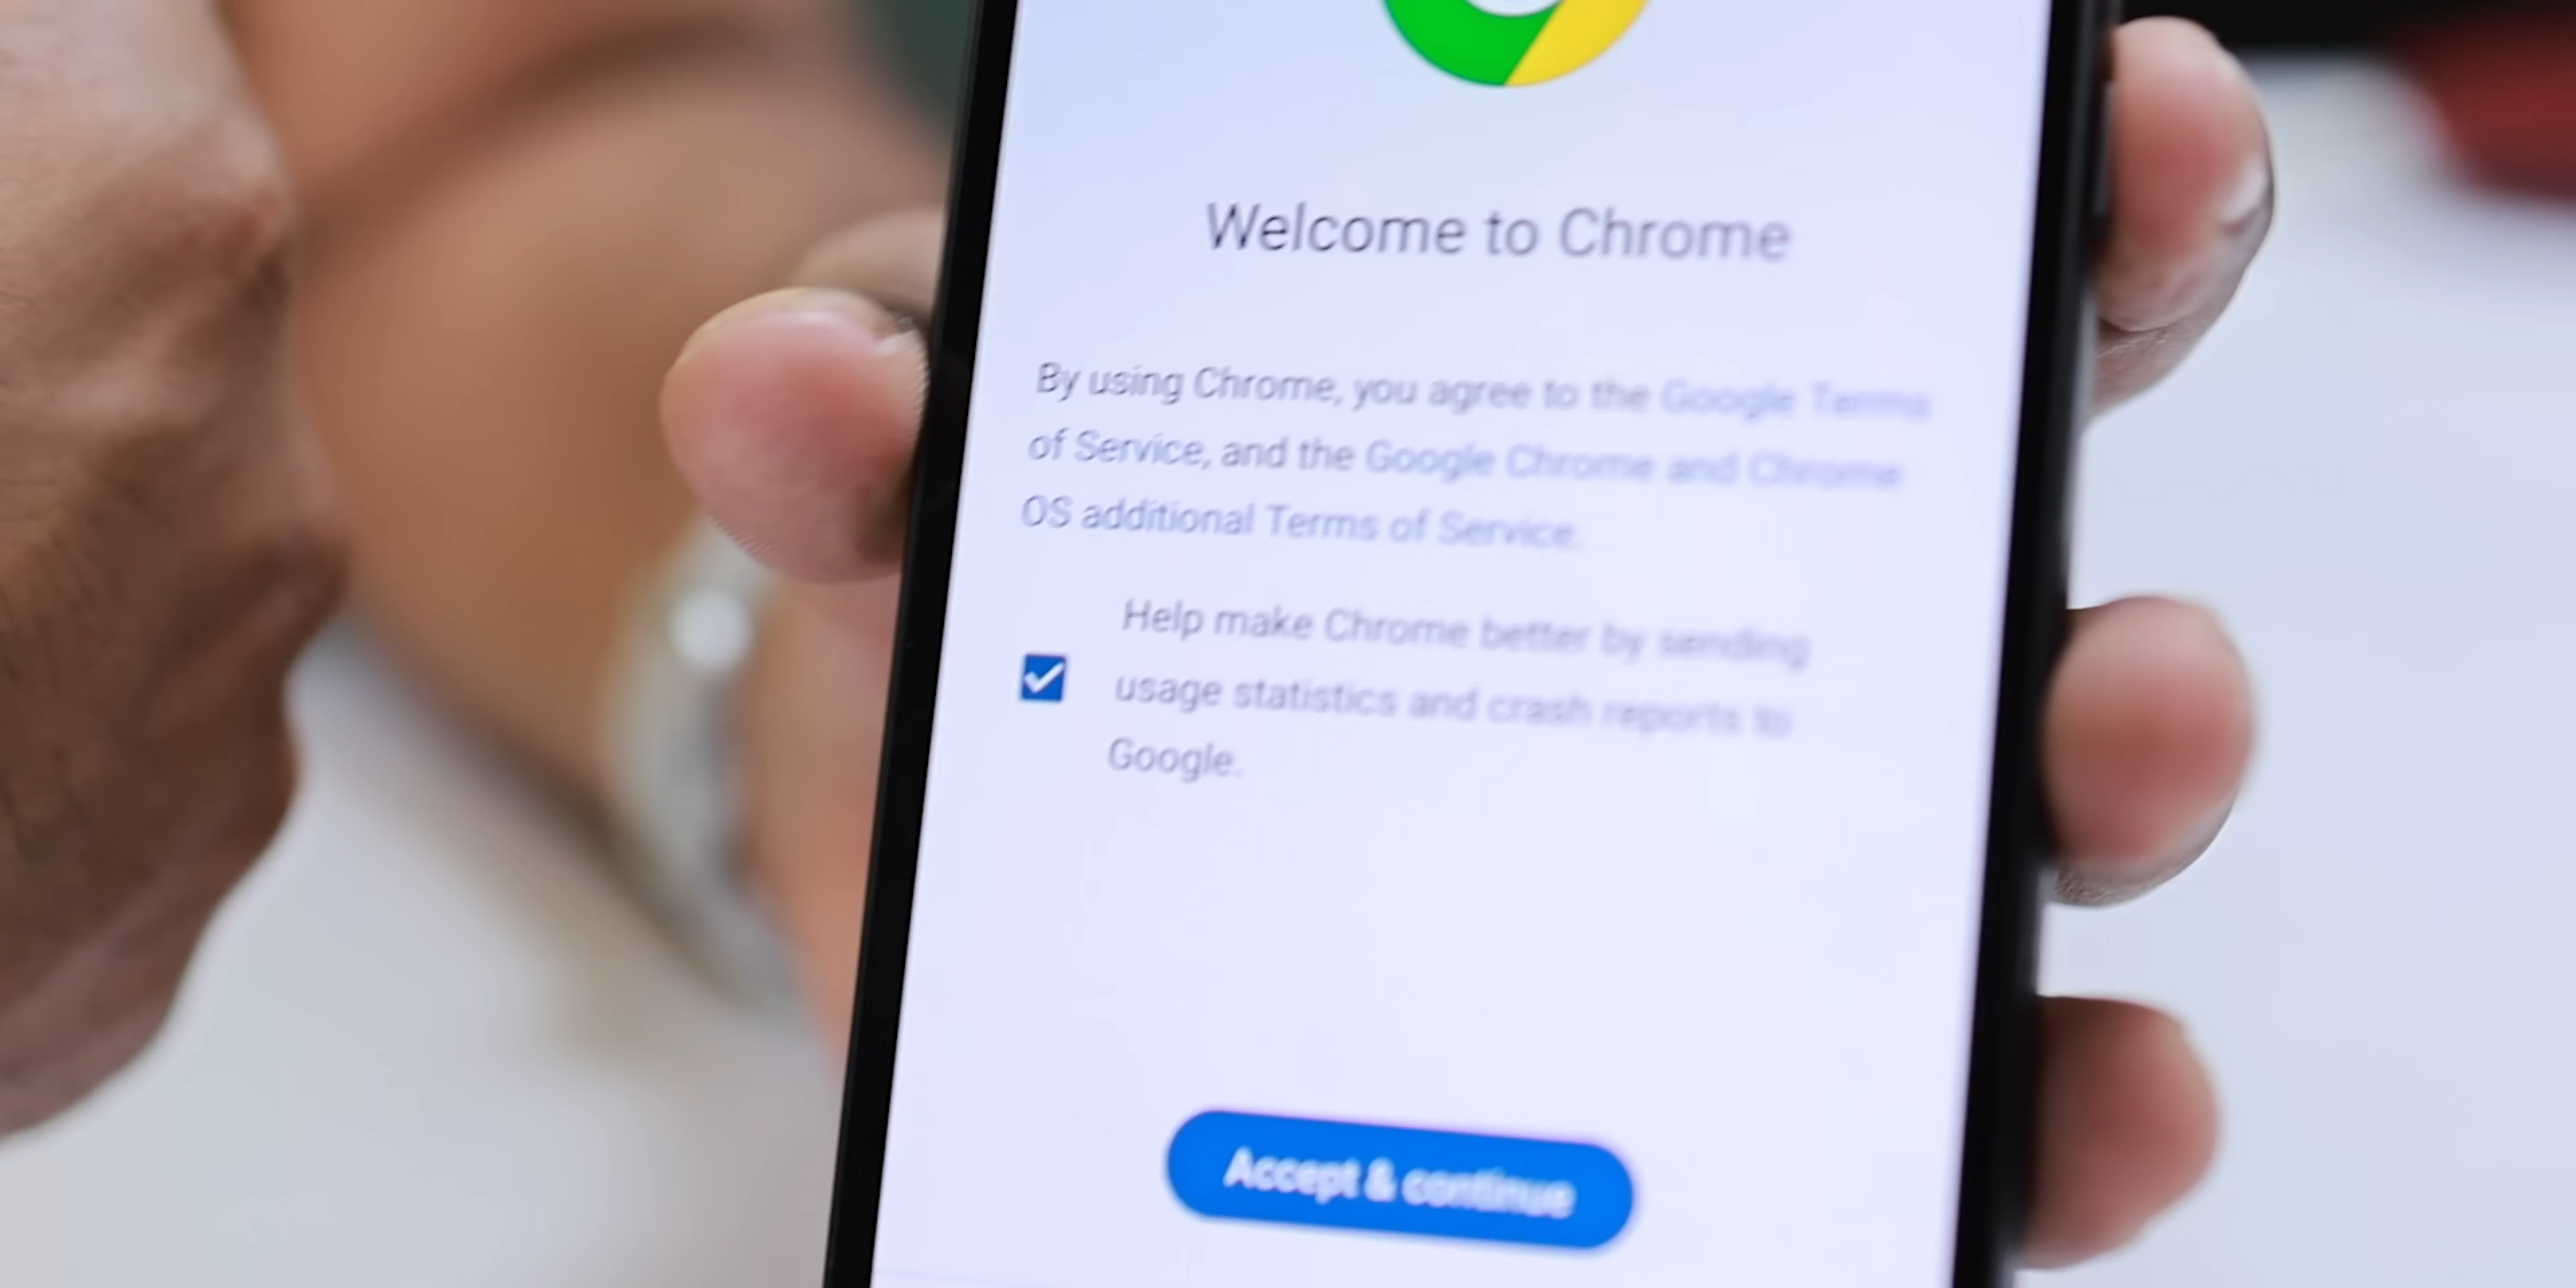 Welcome to Chrome
By using Chrome, you agree to the Google Terms
of Service, and the Google Chrome and Chrome
OS additional Terms of Service.
Help make Chrome better by sending
usage statistics and crash reports to
Google.
Accept & continue